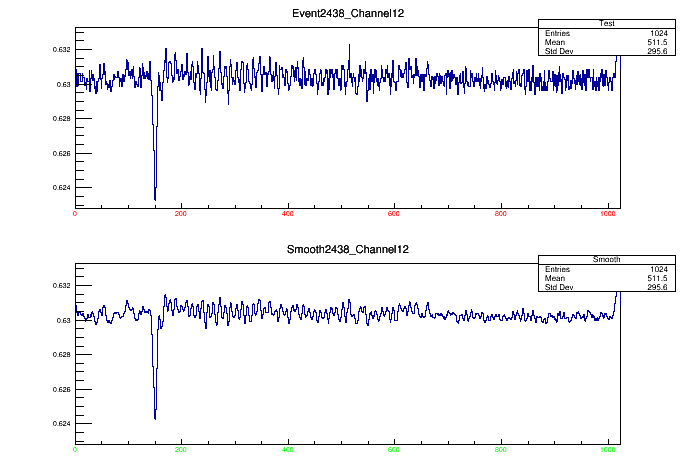 Event2438_Channel12
Test
Entries 1024
Mean 511.5
Std Dev 295.6
0.632
0.63
0.628
0.626
0.624
0 200 400 600 800 1000
Smooth2438_Channel12
Smooth
Entries 1024
Mean 511.5
Std Dev 295.6
0.632
0.63
0.628
0.626
0.624
0 200 400 600 800 1000